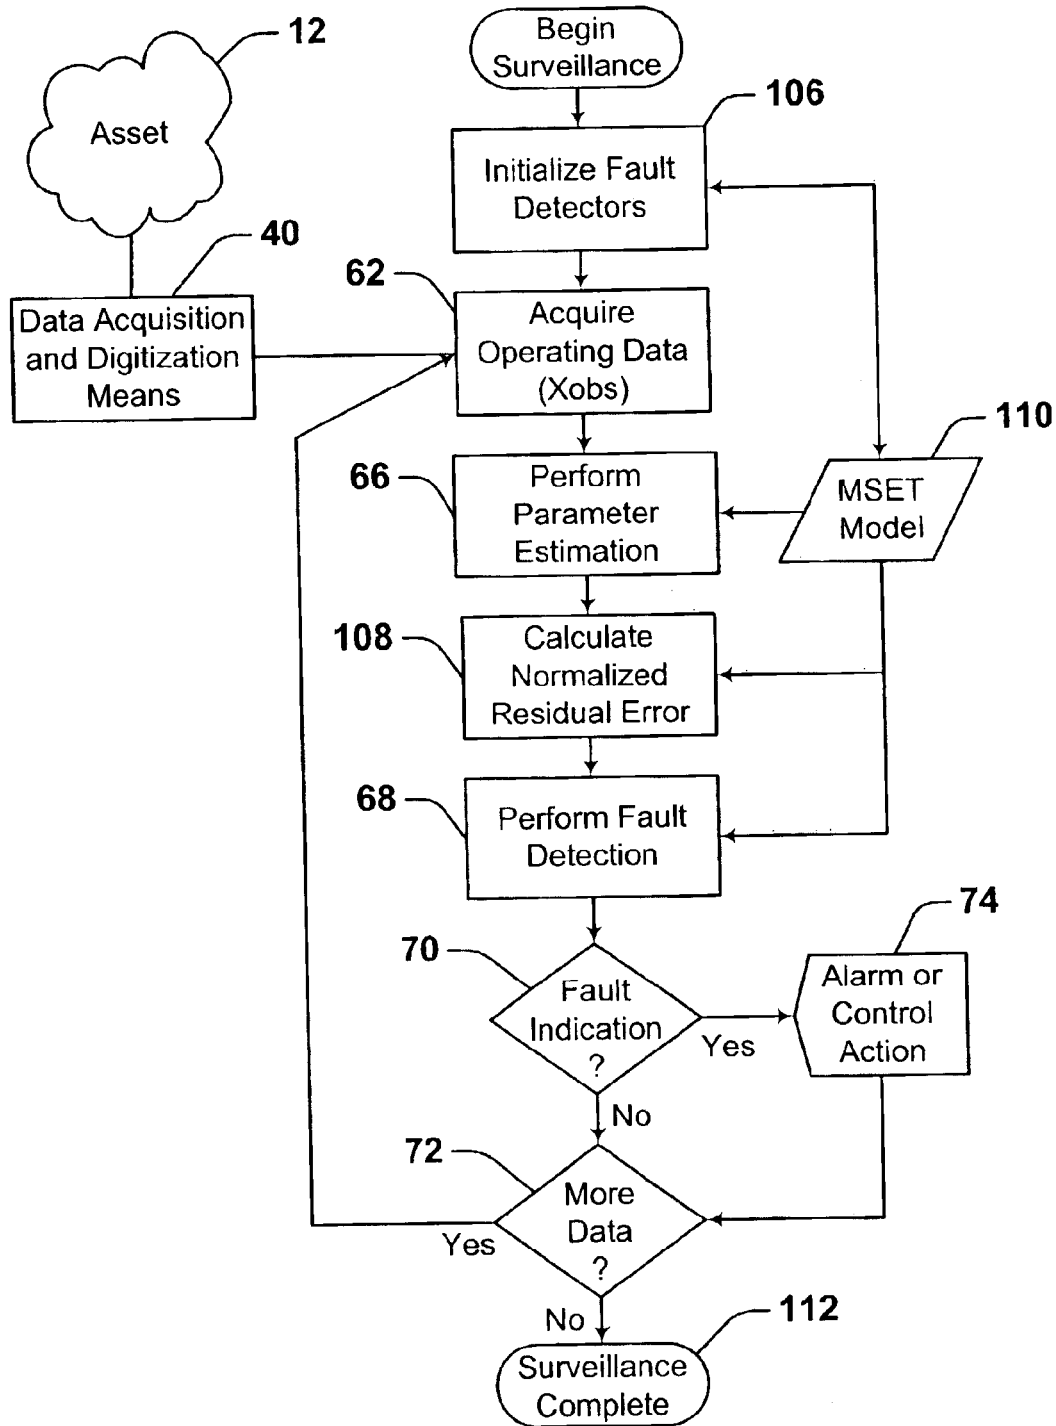 12
Asset
40
Data Acquisition
and Digitization
Means
Begin
Surveillance
106
Initialize Fault
Detectors
62
Acquire
Operating Data
(Xobs)
110
MSET
Model
66
Perform
Parameter
Estimation
108
Calculate
Normalized
Residual Error
68
Perform Fault
Detection
70
Fault
Indication
?
Yes
74
Alarm or
Control
Action
No
72
More
Data
?
Yes
No
112
Surveillance
Complete